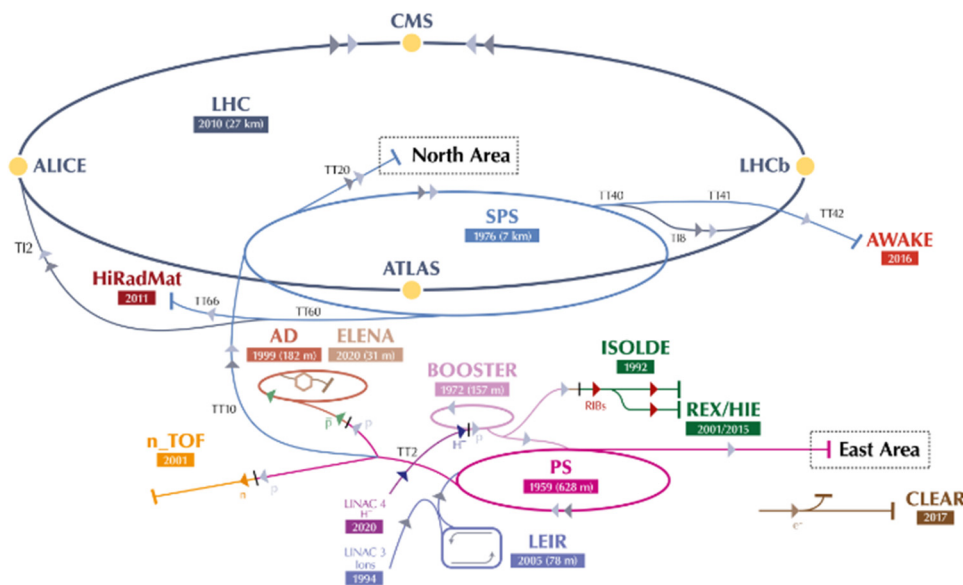 CMS
LHC
2010 (27 km)
North Area
TT20
ALICE
LHCb
TT40
TT41
SPS
1976 (7 km)
TT42
TI8
TI2
AWAKE
2016
ATLAS
HiRadMat
2011
TT66
TT60
AD
1999 (182 m)
ELENA
2020 (31 m)
ISOLDE
1992
BOOSTER
1972 (157 m)
RIBs
REX/HIE
2001/2015
TT10
p
p
TT2
H⁻
p
n_TOF
2001
East Area
n
p
PS
1959 (628 m)
LINAC 4
H⁻
2020
CLEAR
2017
e⁻
LINAC 3
Ions
1994
LEIR
2005 (78 m)